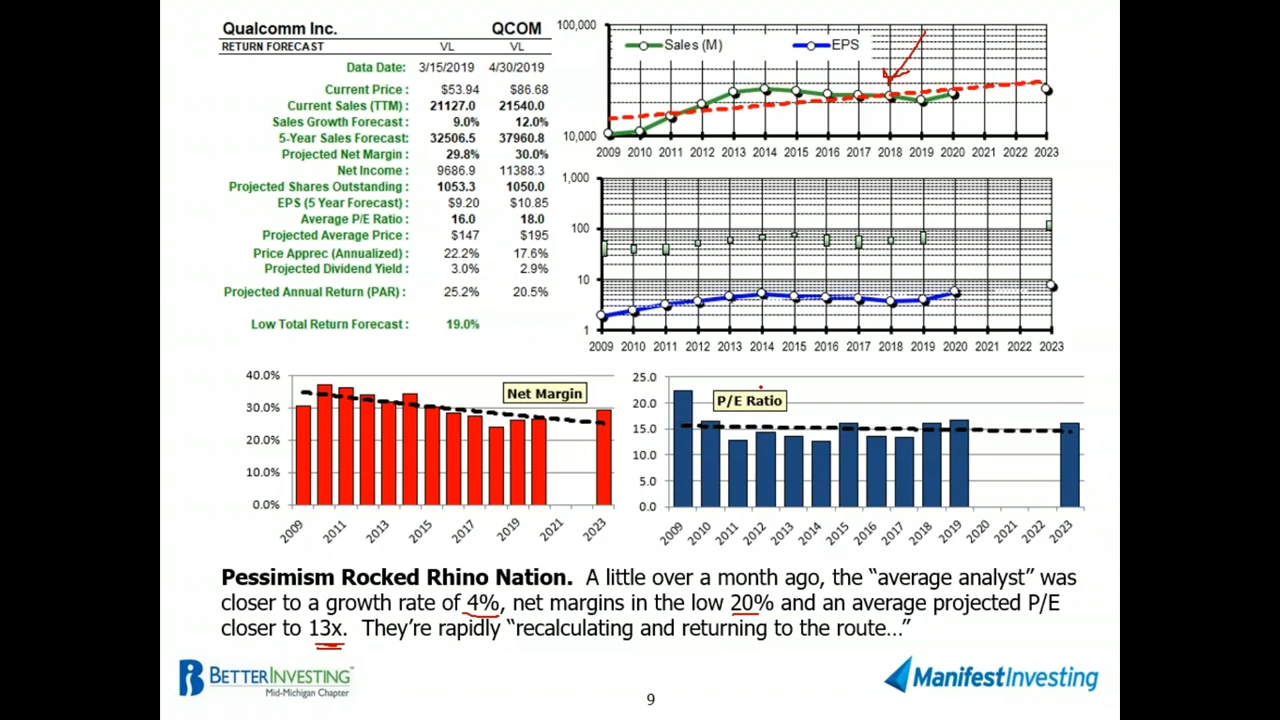 Qualcomm Inc. QCOM
RETURN FORECAST VL VL
Data Date: 3/15/2019 4/30/2019
Current Price : $53.94 $86.68
Current Sales (TTM): 21127.0 21540.0
Sales Growth Forecast : 9.0% 12.0%
5-Year Sales Forecast: 32506.5 37960.8
Projected Net Margin : 29.8% 30.0%
Net Income : 9686.9 11388.3
Projected Shares Outstanding : 1053.3 1050.0
EPS (5 Year Forecast) : $9.20 $10.85
Average P/E Ratio : 16.0 18.0
Projected Average Price : $147 $195
Price Apprec (Annualized) : 22.2% 17.6%
Projected Dividend Yield : 3.0% 2.9%
Projected Annual Return (PAR) : 25.2% 20.5%
Low Total Return Forecast : 19.0%
100,000
Sales (M) EPS
10,000
2009 2010 2011 2012 2013 2014 2015 2016 2017 2018 2019 2020 2021 2022 2023
1,000
100
10
1
2009 2010 2011 2012 2013 2014 2015 2016 2017 2018 2019 2020 2021 2022 2023
40.0%
30.0%
20.0%
10.0%
0.0%
Net Margin
2009 2011 2013 2015 2017 2019 2021 2023
25.0
20.0
15.0
10.0
5.0
0.0
P/E Ratio
2009 2010 2011 2012 2013 2014 2015 2016 2017 2018 2019 2020 2021 2022 2023
Pessimism Rocked Rhino Nation. A little over a month ago, the “average analyst” was
closer to a growth rate of 4%, net margins in the low 20% and an average projected P/E
closer to 13x. They’re rapidly “recalculating and returning to the route…”
BETTERINVESTING™
Mid-Michigan Chapter
9
ManifestInvesting